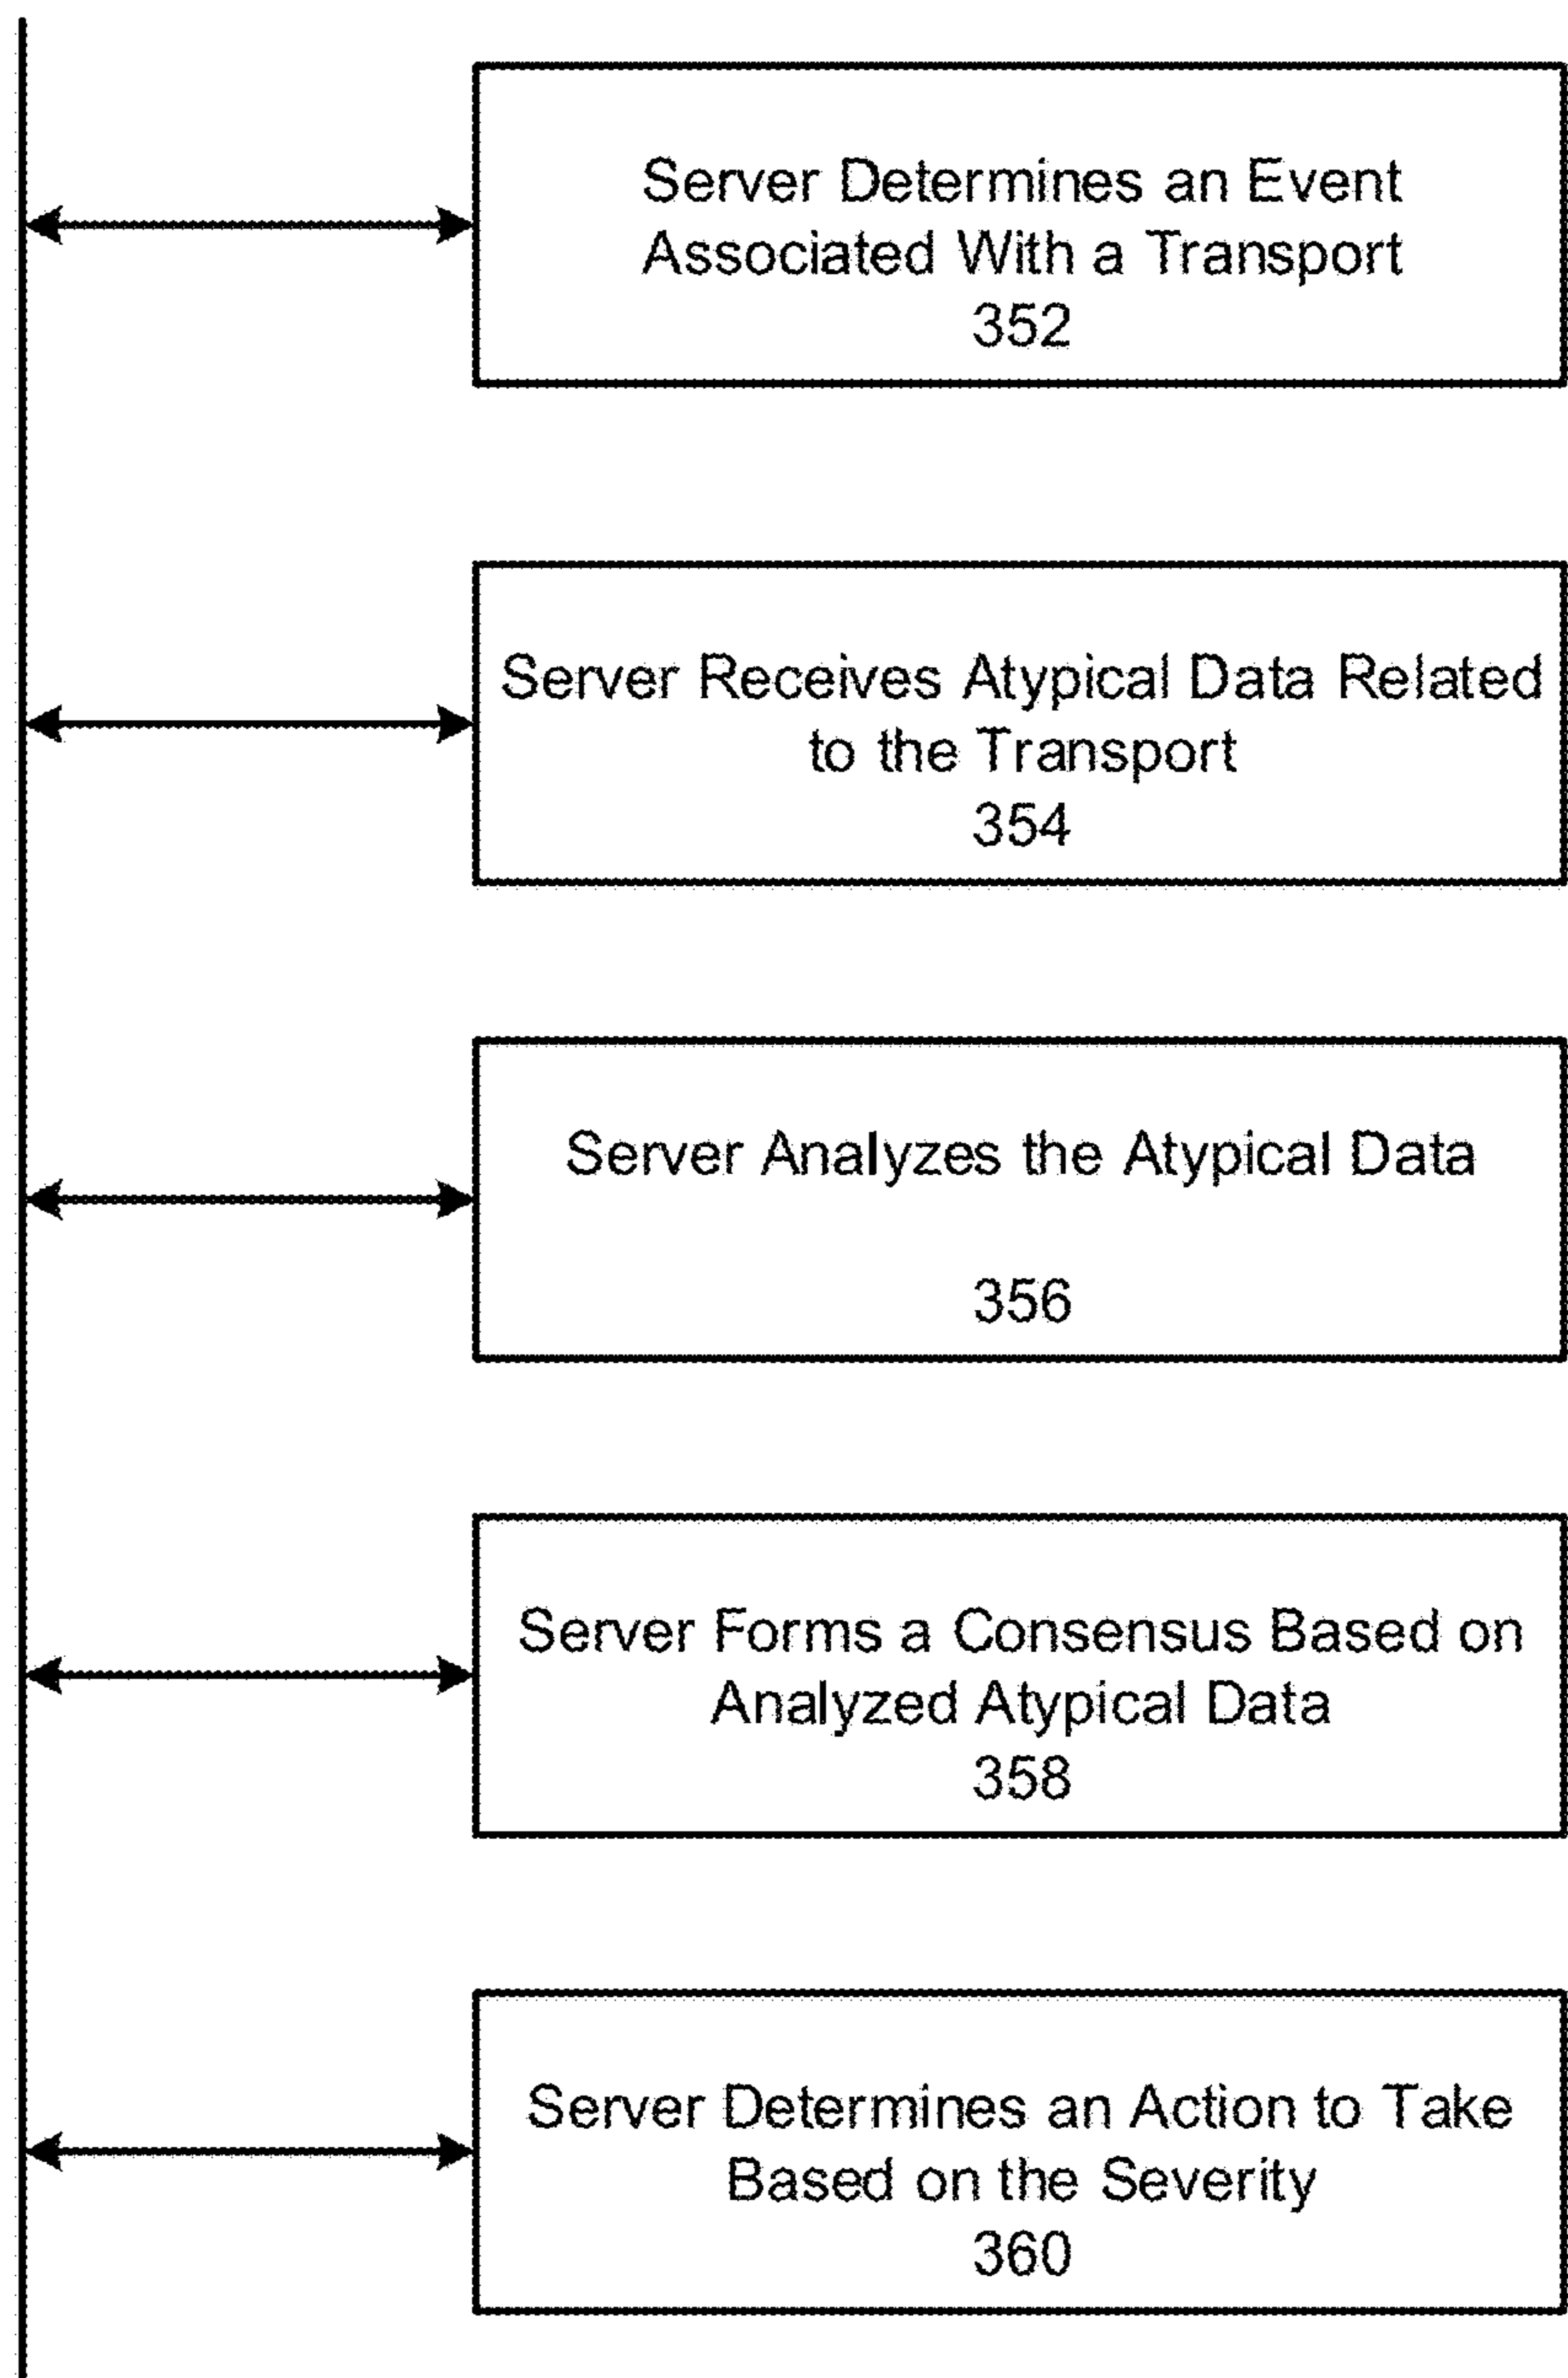 Server Determines an Event
Associated With a Transport
352
Server Receives Atypical Data Related
to the Transport
354
Server Analyzes the Atypical Data
356
Server Forms a Consensus Based on
Analyzed Atypical Data
358
Server Determines an Action to Take
Based on the Severity
360